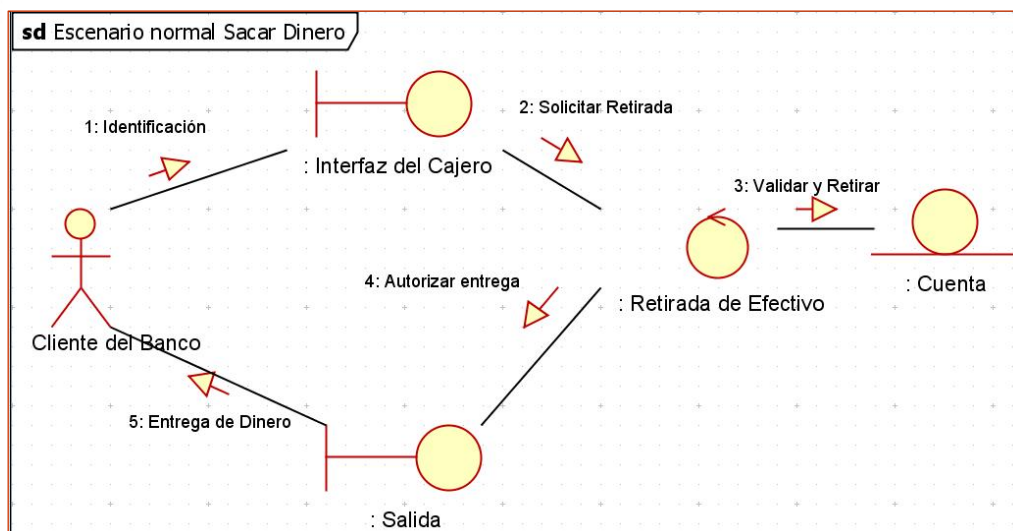 sd Escenario normal Sacar Dinero
1: Identificación
2: Solicitar Retirada
: Interfaz del Cajero
3: Validar y Retirar
4: Autorizar entrega
: Retirada de Efectivo
: Cuenta
Cliente del Banco
5: Entrega de Dinero
: Salida